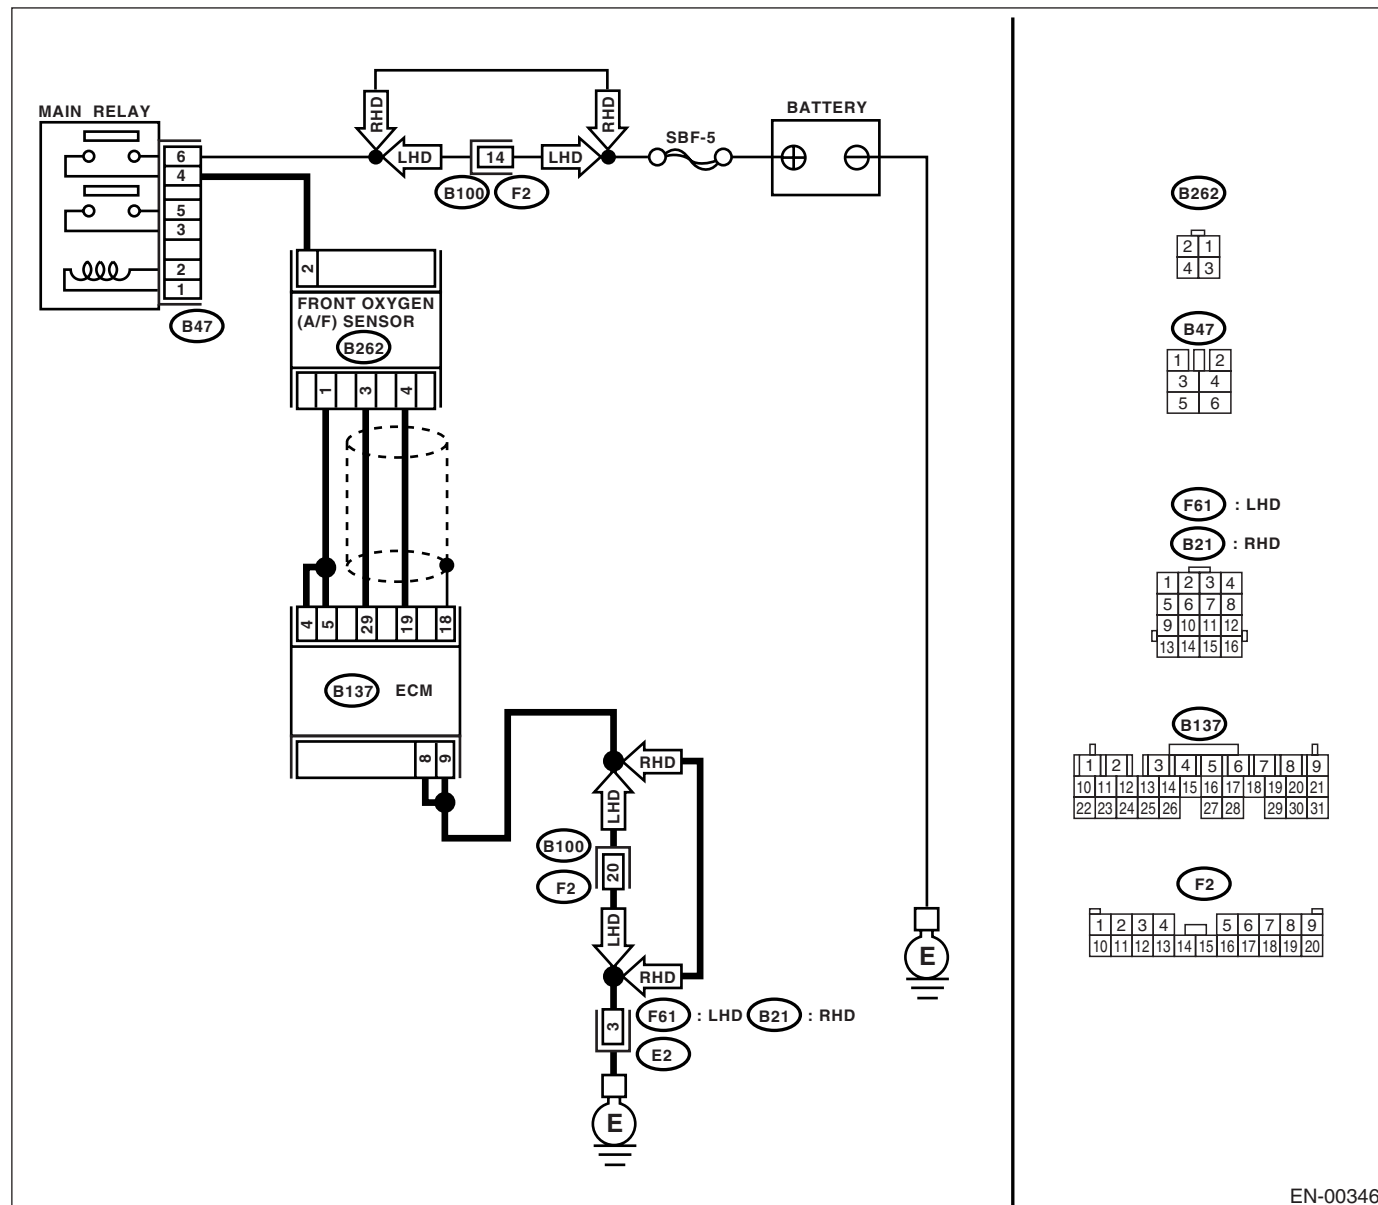 MAIN RELAY
6
4
5
3
2
1
B47
RHD
RHD
LHD
14
LHD
B100
F2
SBF-5
BATTERY
2
FRONT OXYGEN
(A/F) SENSOR
B262
1 3 4
4 5 29 19 18
B137 ECM
8 9
RHD
LHD
B100
20
F2
LHD
RHD
3
F61 : LHD B21 : RHD
E2
E
E
B262
2 1
4 3
B47
1 2
3 4
5 6
F61 : LHD
B21 : RHD
1 2 3 4
5 6 7 8
9 10 11 12
13 14 15 16
B137
1 2 3 4 5 6 7 8 9
10 11 12 13 14 15 16 17 18 19 20 21
22 23 24 25 26 27 28 29 30 31
F2
1 2 3 4 5 6 7 8 9
10 11 12 13 14 15 16 17 18 19 20
EN-00346